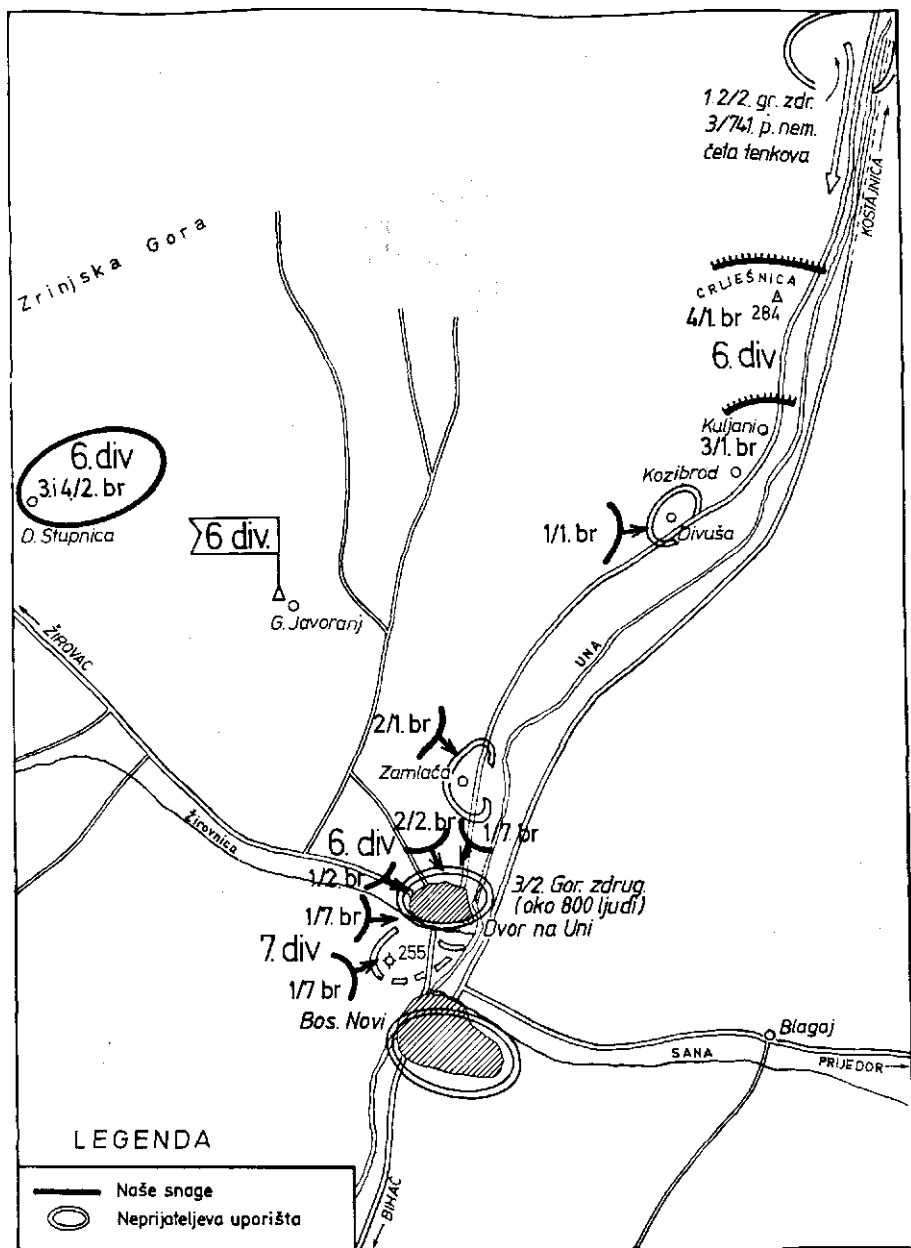 1.2/2. gr. zdr.
3/741. p. nem.
četa tenkova
KOSTAJNICA
Zrinjska Gora
CRLJEŠNICA
4/1. br 284
6. div
Kuljani
3/1. br
Kozibrod
6. div
3.i 4/2. br
D. Stupnica
6 div.
1/1. br
Divuša
G. Javoranj
ŽIROVAC
UNA
2/1. br
Zamlača
Žirovnica
2/2. br
1/7. br
6. div
1/2. br
3/2. Gor. zdrug.
(oko 800 ljudi)
1/7. br
Dvor na Uni
7. div
255
1/7 br
Bos. Novi
Blagaj
SANA
PRIJEDOR
LEGENDA
Naše snage
Neprijateljeva uporišta
BIHAĆ